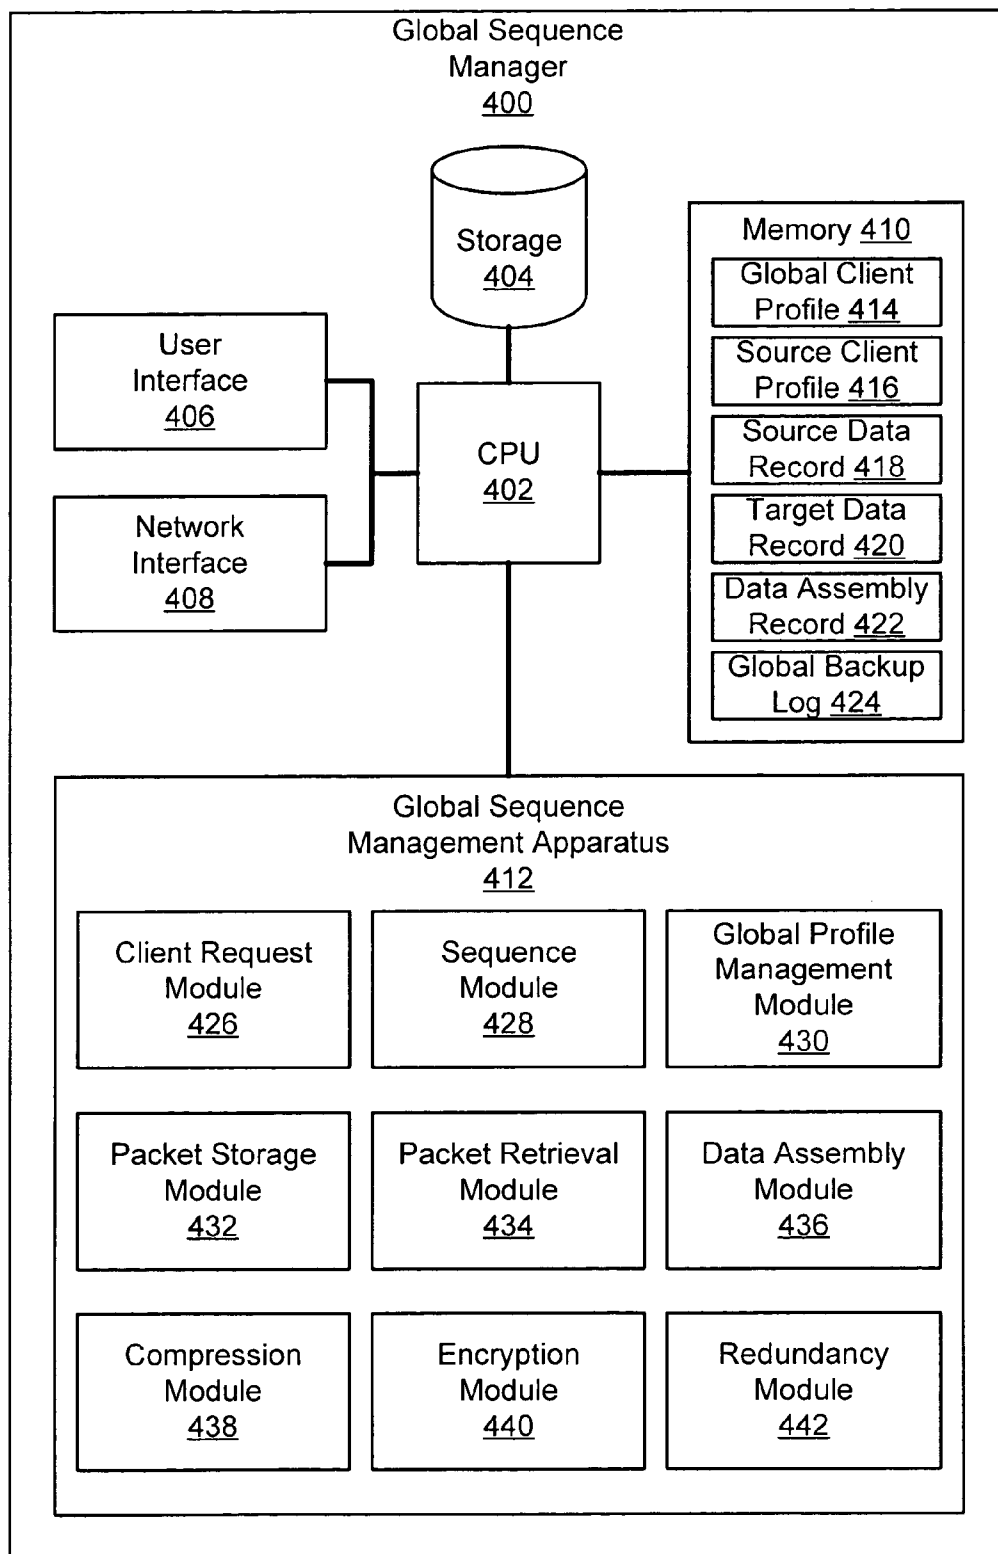 Global Sequence
Manager
400
Storage
404
User
Interface
406
Network
Interface
408
CPU
402
Memory 410
Global Client
Profile 414
Source Client
Profile 416
Source Data
Record 418
Target Data
Record 420
Data Assembly
Record 422
Global Backup
Log 424
Global Sequence
Management Apparatus
412
Client Request
Module
426
Sequence
Module
428
Global Profile
Management
Module
430
Packet Storage
Module
432
Packet Retrieval
Module
434
Data Assembly
Module
436
Compression
Module
438
Encryption
Module
440
Redundancy
Module
442